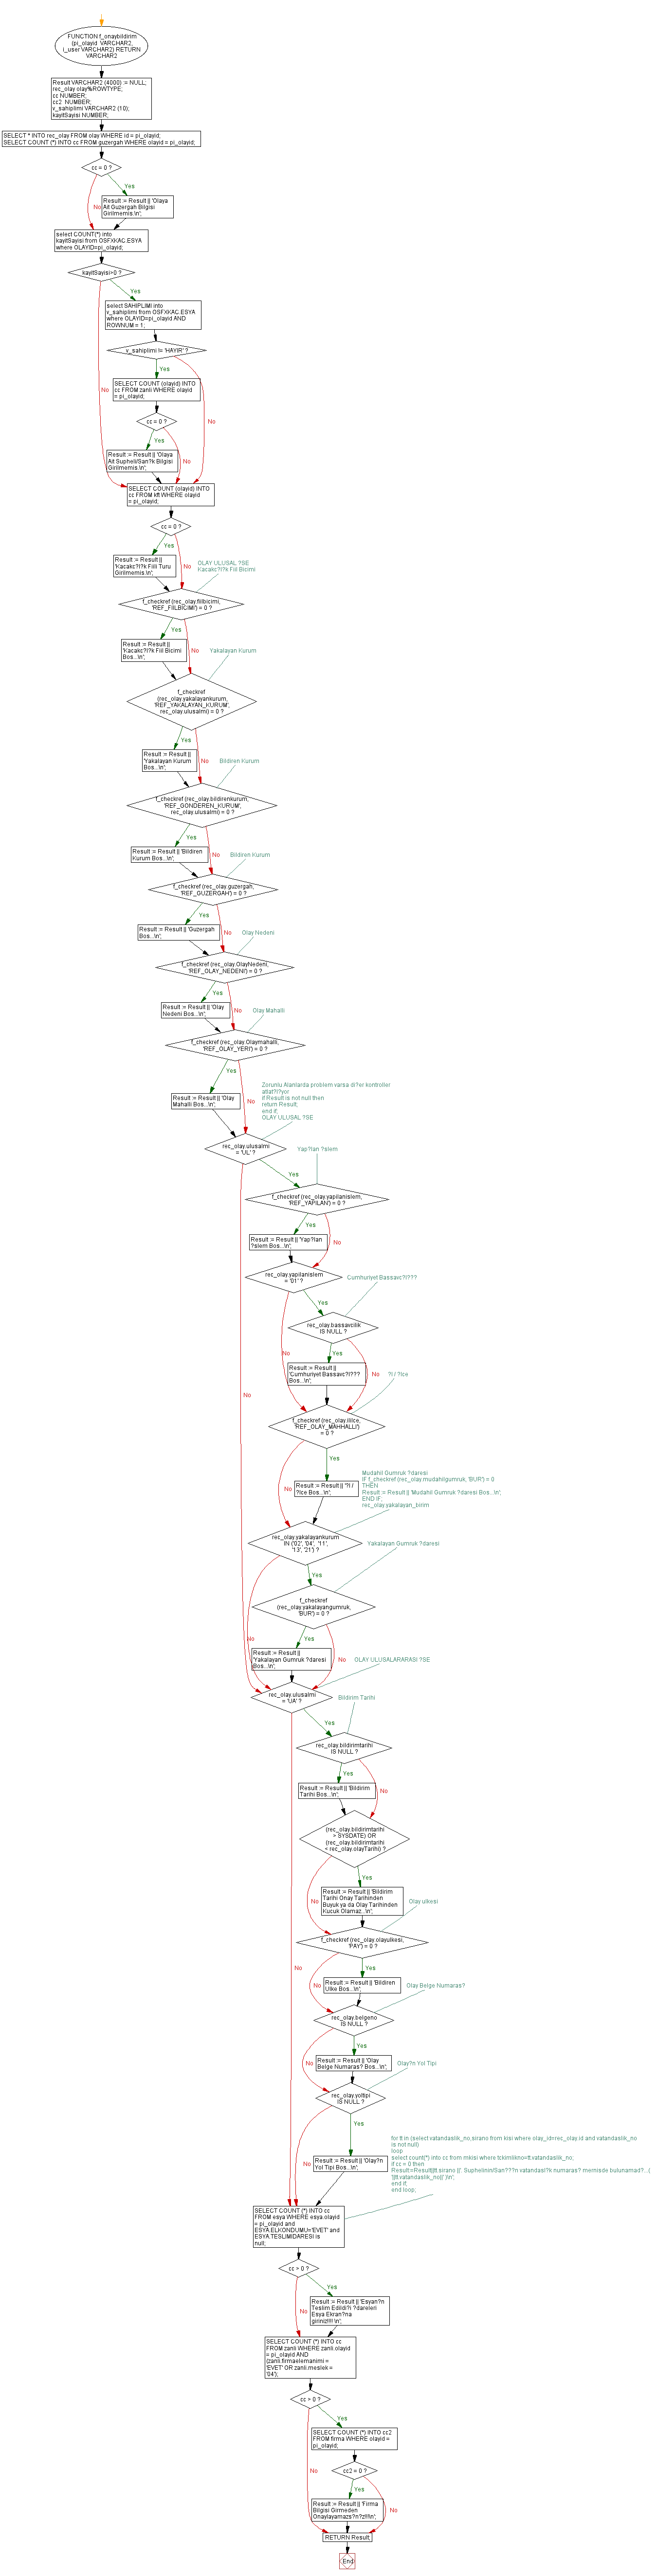 FUNCTION f_onaybildirim
(pi_olayid VARCHAR2,
i_user VARCHAR2) RETURN
VARCHAR2
Result VARCHAR2 (4000) := NULL;
rec_olay olay%ROWTYPE;
cc NUMBER;
cc2 NUMBER;
v_sahiplimi VARCHAR2 (10);
kayitSayisi NUMBER;
SELECT * INTO rec_olay FROM olay WHERE id = pi_olayid;
SELECT COUNT (*) INTO cc FROM guzergah WHERE olayid = pi_olayid;
cc = 0 ?
Yes
Result := Result || 'Olaya
Ait Guzergah Bilgisi
Girilmemis.\n';
No
select COUNT(*) into
kayitSayisi from OSFXKAC.ESYA
where OLAYID=pi_olayid;
kayitSayisi>0 ?
Yes
select SAHIPLIMI into
v_sahiplimi from OSFXKAC.ESYA
where OLAYID=pi_olayid AND
ROWNUM = 1;
v_sahiplimi != 'HAYIR' ?
Yes
SELECT COUNT (olayid) INTO
cc FROM zanli WHERE olayid
= pi_olayid;
No
cc = 0 ?
No
Yes
Result := Result || 'Olaya
Ait Supheli/San?k Bilgisi
Girilmemis.\n';
No
SELECT COUNT (olayid) INTO
cc FROM kft WHERE olayid
= pi_olayid;
cc = 0 ?
Yes
Result := Result ||
'Kacakc?l?k Fiili Turu
Girilmemis.\n';
No
OLAY ULUSAL ?SE
Kacakc?l?k Fiil Bicimi
f_checkref (rec_olay.fiilbicimi,
'REF_FIILBICIMI') = 0 ?
Yes
Result := Result ||
'Kacakc?l?k Fiil Bicimi
Bos...\n';
No
Yakalayan Kurum
f_checkref
(rec_olay.yakalayankurum,
'REF_YAKALAYAN_KURUM',
rec_olay.ulusalmi) = 0 ?
Yes
Result := Result ||
'Yakalayan Kurum
Bos...\n';
No
Bildiren Kurum
f_checkref (rec_olay.bildirenkurum,
'REF_GONDEREN_KURUM',
rec_olay.ulusalmi) = 0 ?
Yes
Result := Result || 'Bildiren
Kurum Bos...\n';
No
Bildiren Kurum
f_checkref (rec_olay.guzergah,
'REF_GUZERGAH') = 0 ?
Yes
Result := Result || 'Guzergah
Bos...\n';
No
Olay Nedeni
f_checkref (rec_olay.OlayNedeni,
'REF_OLAY_NEDENI') = 0 ?
Yes
Result := Result || 'Olay
Nedeni Bos...\n';
No
Olay Mahalli
f_checkref (rec_olay.Olaymahalli,
'REF_OLAY_YERI') = 0 ?
Yes
Result := Result || 'Olay
Mahalli Bos...\n';
No
Zorunlu Alanlarda problem varsa di?er kontroller
atlat?l?yor
if Result is not null then
return Result;
end if;
OLAY ULUSAL ?SE
rec_olay.ulusalmi
= 'UL' ?
Yes
Yap?lan ?slem
f_checkref (rec_olay.yapilanislem,
'REF_YAPILAN') = 0 ?
Yes
Result := Result || 'Yap?lan
?slem Bos...\n';
No
rec_olay.yapilanislem
= '01' ?
Yes
Cumhuriyet Bassavc?l???
rec_olay.bassavcilik
IS NULL ?
No
Yes
Result := Result ||
'Cumhuriyet Bassavc?l???
Bos...\n';
No
?l / ?lce
No
f_checkref (rec_olay.ililce,
'REF_OLAY_MAHHALLI')
= 0 ?
Yes
Result := Result || '?l /
?lce Bos...\n';
No
Mudahil Gumruk ?daresi
IF f_checkref (rec_olay.mudahilgumruk, 'BUR') = 0
THEN
Result := Result || 'Mudahil Gumruk ?daresi Bos...\n';
END IF;
rec_olay.yakalayan_birim
rec_olay.yakalayankurum
IN ('02', '04', '11',
'13', '21') ?
Yes
Yakalayan Gumruk ?daresi
f_checkref
(rec_olay.yakalayangumruk,
'BUR') = 0 ?
No
Yes
Result := Result ||
'Yakalayan Gumruk ?daresi
Bos...\n';
No
OLAY ULUSALARARASI ?SE
rec_olay.ulusalmi
= 'UA' ?
Yes
Bildirim Tarihi
rec_olay.bildirimtarihi
IS NULL ?
Yes
Result := Result || 'Bildirim
Tarihi Bos...\n';
No
(rec_olay.bildirimtarihi
> SYSDATE) OR
(rec_olay.bildirimtarihi
< rec_olay.olayTarihi) ?
Yes
Result := Result || 'Bildirim
Tarihi Onay Tarihinden
Buyuk ya da Olay Tarihinden
Kucuk Olamaz...\n';
No
Olay ulkesi
f_checkref (rec_olay.olayulkesi,
'PAY') = 0 ?
No
Yes
Result := Result || 'Bildiren
Ulke Bos...\n';
No
Olay Belge Numaras?
rec_olay.belgeno
IS NULL ?
Yes
Result := Result || 'Olay
Belge Numaras? Bos...\n';
No
Olay?n Yol Tipi
rec_olay.yoltipi
IS NULL ?
Yes
Result := Result || 'Olay?n
Yol Tipi Bos...\n';
No
for tt in (select vatandaslik_no,sirano from kisi where olay_id=rec_olay.id and vatandaslik_no
is not null)
loop
select count(*) into cc from mkisi where tckimlikno=tt.vatandaslik_no;
if cc = 0 then
Result:=Result||tt.sirano ||'. Suphelinin/San???n vatandasl?k numaras? mernisde bulunamad?...(
'||tt.vatandaslik_no||' )\n';
end if;
end loop;
SELECT COUNT (*) INTO cc
FROM esya WHERE esya.olayid
= pi_olayid and
ESYA.ELKONDUMU='EVET' and
ESYA.TESLIMIDARESI is
null;
cc > 0 ?
Yes
Result := Result || 'Esyan?n
Teslim Edildi?i ?dareleri
Esya Ekran?na
giriniz!!!! \n';
No
SELECT COUNT (*) INTO cc
FROM zanli WHERE zanli.olayid
= pi_olayid AND
(zanli.firmaelemanimi =
'EVET' OR zanli.meslek =
'04');
cc > 0 ?
Yes
SELECT COUNT (*) INTO cc2
FROM firma WHERE olayid =
pi_olayid;
No
cc2 = 0 ?
Yes
Result := Result || 'Firma
Bilgisi Girmeden
Onaylayamazs?n?z!!!\n';
No
RETURN Result;
(End)